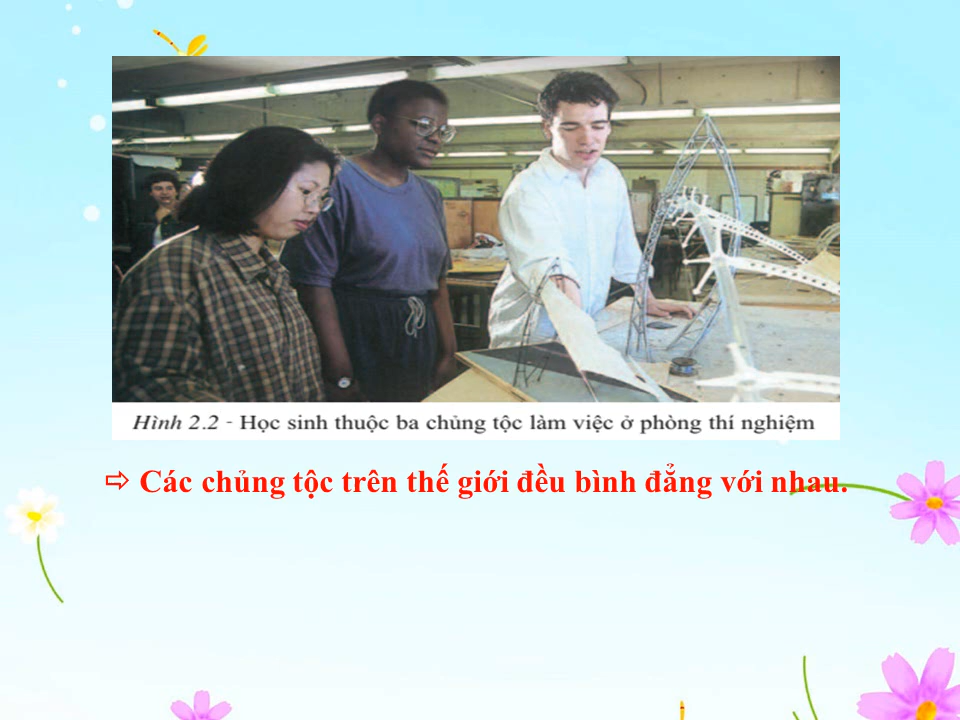 Hình 2.2 - Học sinh thuộc ba chủng tộc làm việc ở phòng thí nghiệm
⇨ Các chủng tộc trên thế giới đều bình đẳng với nhau.